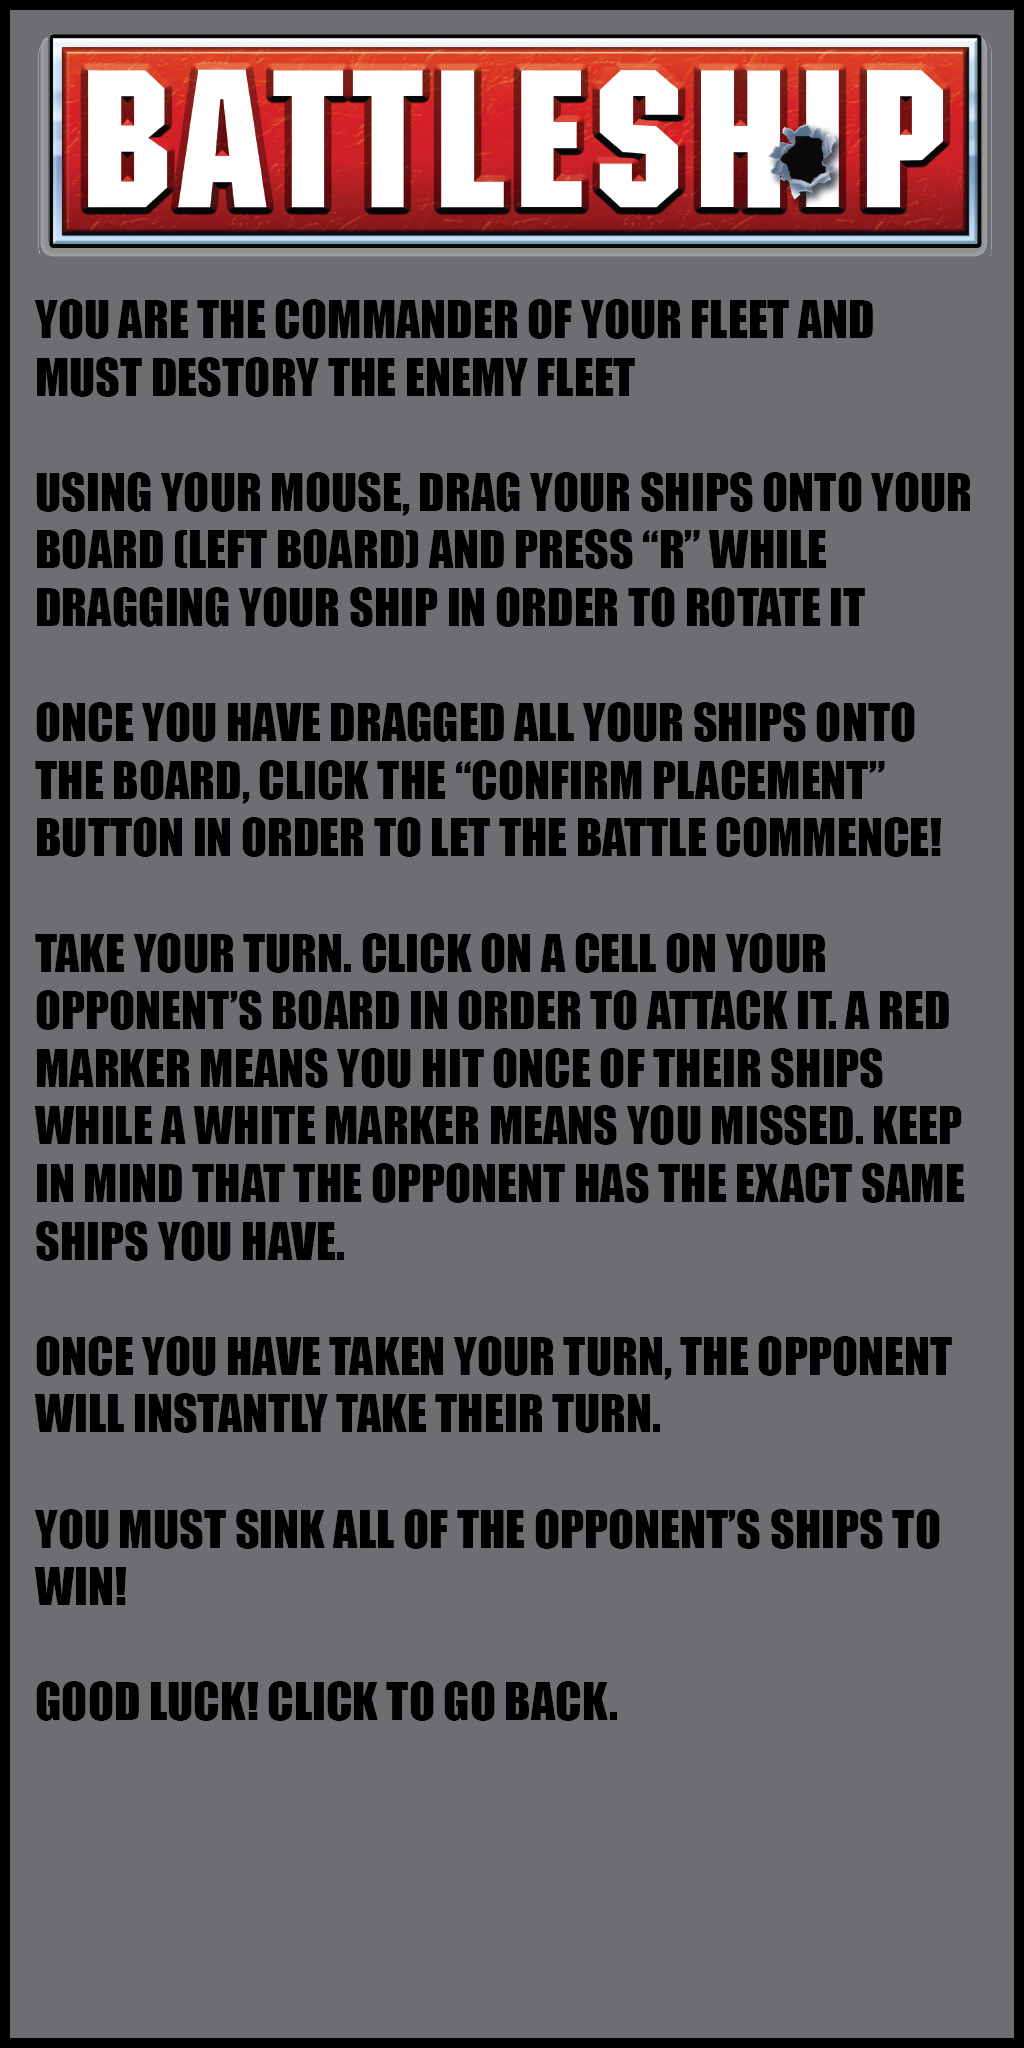 BATTLESHIP
YOU ARE THE COMMANDER OF YOUR FLEET AND
MUST DESTORY THE ENEMY FLEET
USING YOUR MOUSE, DRAG YOUR SHIPS ONTO YOUR
BOARD (LEFT BOARD) AND PRESS “R” WHILE
DRAGGING YOUR SHIP IN ORDER TO ROTATE IT
ONCE YOU HAVE DRAGGED ALL YOUR SHIPS ONTO
THE BOARD, CLICK THE “CONFIRM PLACEMENT”
BUTTON IN ORDER TO LET THE BATTLE COMMENCE!
TAKE YOUR TURN. CLICK ON A CELL ON YOUR
OPPONENT’S BOARD IN ORDER TO ATTACK IT. A RED
MARKER MEANS YOU HIT ONCE OF THEIR SHIPS
WHILE A WHITE MARKER MEANS YOU MISSED. KEEP
IN MIND THAT THE OPPONENT HAS THE EXACT SAME
SHIPS YOU HAVE.
ONCE YOU HAVE TAKEN YOUR TURN, THE OPPONENT
WILL INSTANTLY TAKE THEIR TURN.
YOU MUST SINK ALL OF THE OPPONENT’S SHIPS TO
WIN!
GOOD LUCK! CLICK TO GO BACK.